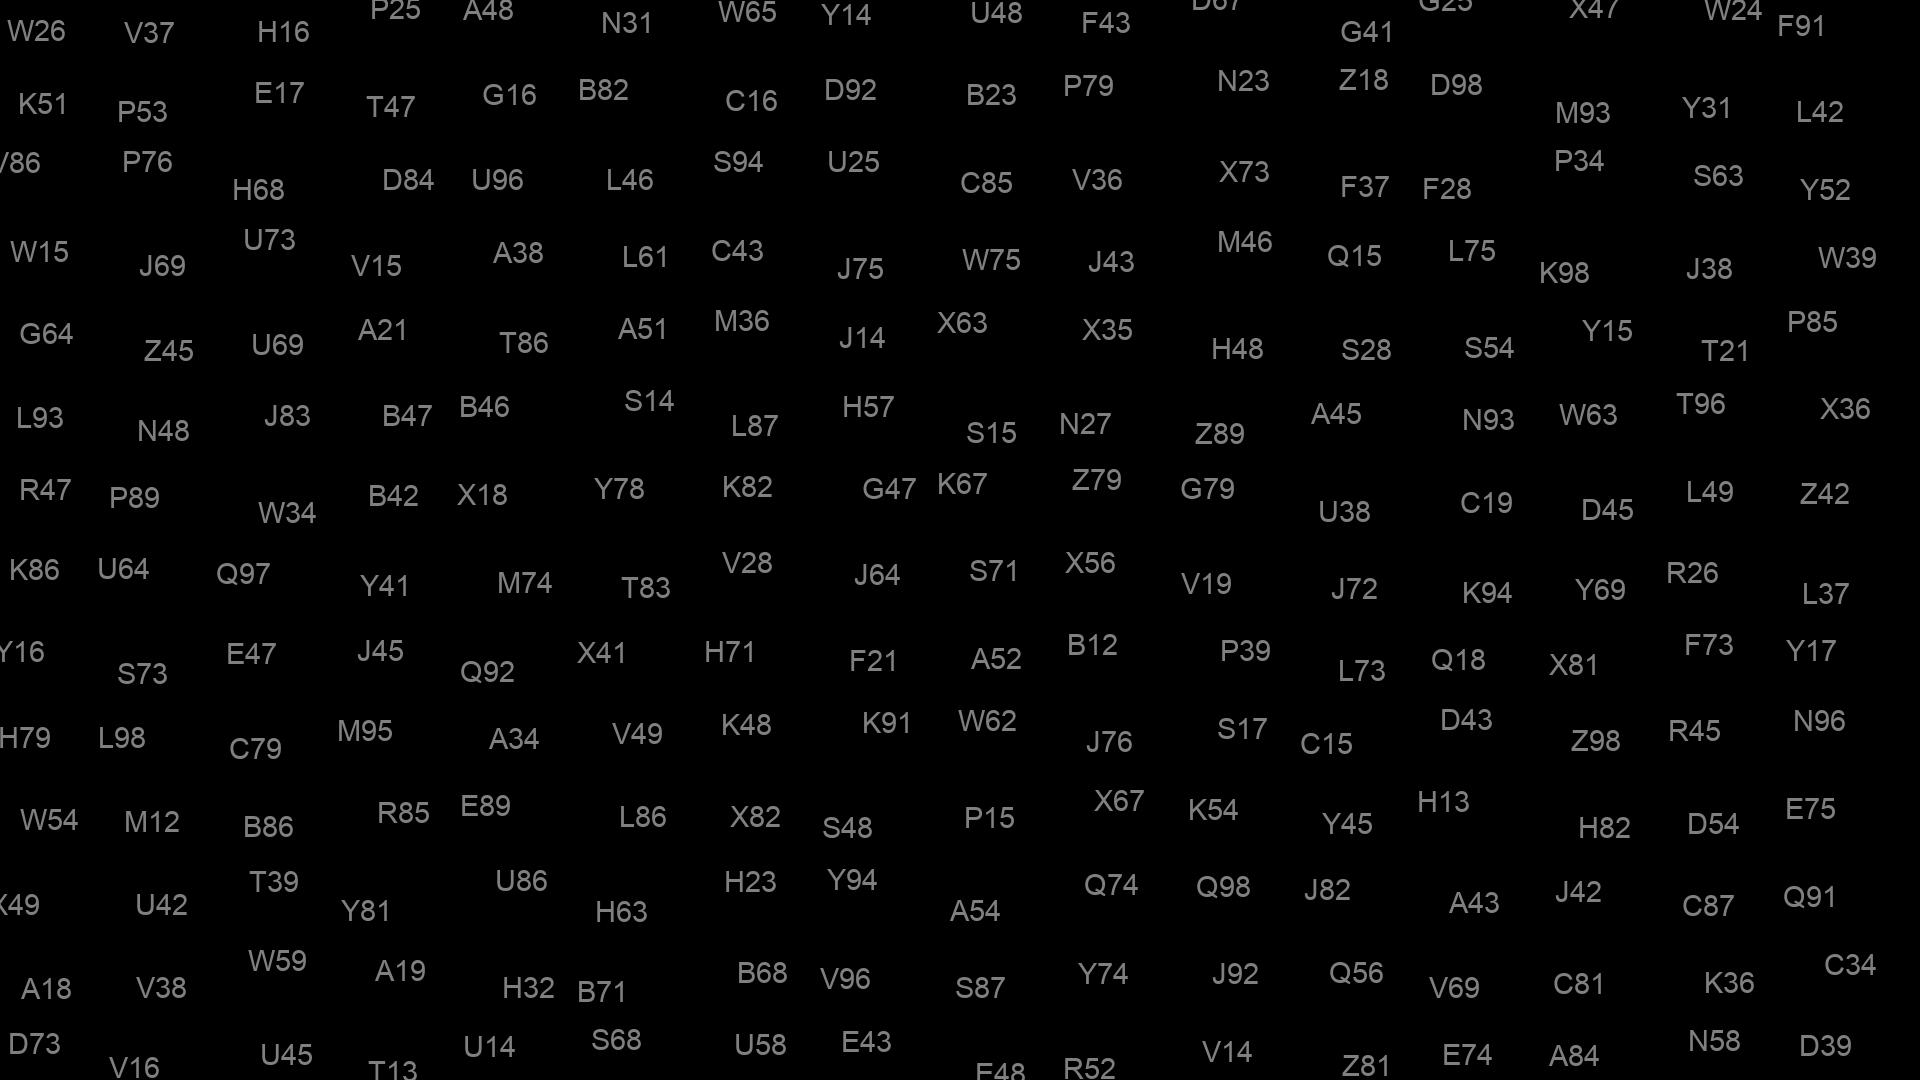 W26 V37 H16 P25 A48 N31 W65 Y14 U48 F43 D67 G41 G25 X47 W24 F91
K51 P53 E17 T47 G16 B82 C16 D92 B23 P79 N23 Z18 D98 M93 Y31 L42
V86 P76 H68 D84 U96 L46 S94 U25 C85 V36 X73 F37 F28 P34 S63 Y52
W15 J69 U73 V15 A38 L61 C43 J75 W75 J43 M46 Q15 L75 K98 J38 W39
G64 Z45 U69 A21 T86 A51 M36 J14 X63 X35 H48 S28 S54 Y15 T21 P85
L93 N48 J83 B47 B46 S14 L87 H57 S15 N27 Z89 A45 N93 W63 T96 X36
R47 P89 W34 B42 X18 Y78 K82 G47 K67 Z79 G79 U38 C19 D45 L49 Z42
K86 U64 Q97 Y41 M74 T83 V28 J64 S71 X56 V19 J72 K94 Y69 R26 L37
Y16 S73 E47 J45 Q92 X41 H71 F21 A52 B12 P39 L73 Q18 X81 F73 Y17
H79 L98 C79 M95 A34 V49 K48 K91 W62 J76 S17 C15 D43 Z98 R45 N96
W54 M12 B86 R85 E89 L86 X82 S48 P15 X67 K54 Y45 H13 H82 D54 E75
X49 U42 T39 Y81 U86 H63 H23 Y94 A54 Q74 Q98 J82 A43 J42 C87 Q91
A18 V38 W59 A19 H32 B71 B68 V96 S87 Y74 J92 Q56 V69 C81 K36 C34
D73 V16 U45 T13 U14 S68 U58 E43 R52 V14 Z81 E74 A84 N58 D39